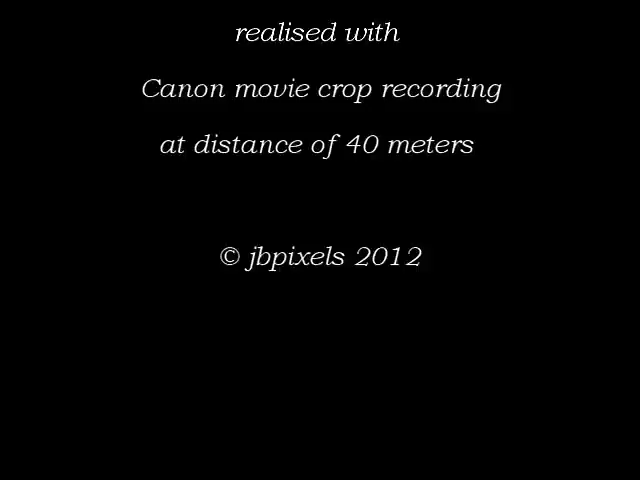 realised with
Canon movie crop recording
at distance of 40 meters
© jbpixels 2012